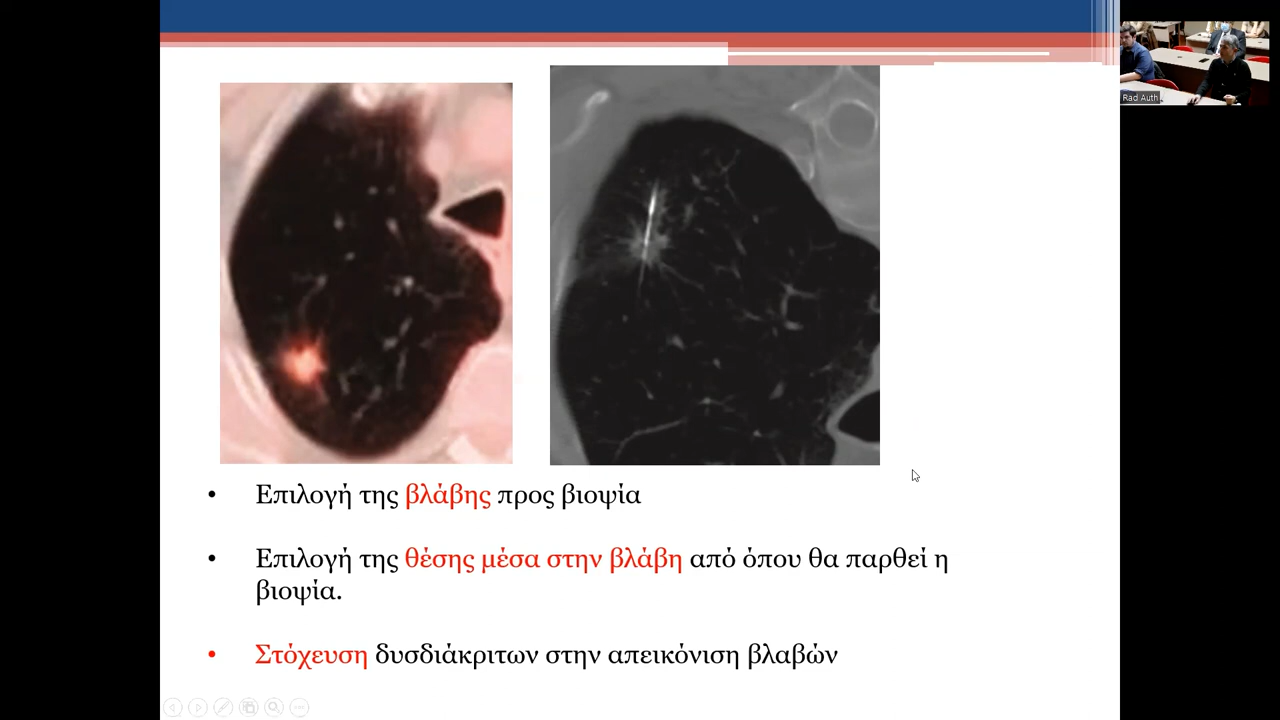 Rad Auth
• Επιλογή της βλάβης προς βιοψία
• Επιλογή της θέσης μέσα στην βλάβη από όπου θα παρθεί η
βιοψία.
• Στόχευση δυσδιάκριτων στην απεικόνιση βλαβών